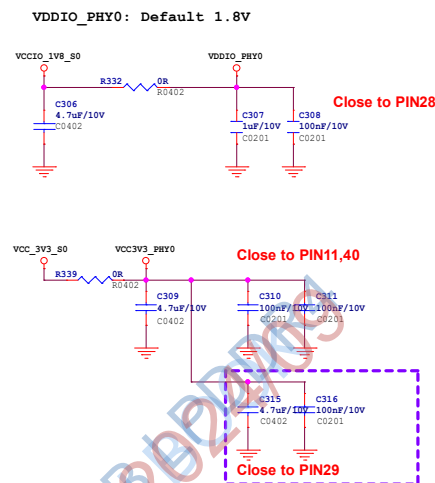 VDDIO_PHY0: Default 1.8V
VCCIO_1V8_S0
VDDIO_PHY0
R332
0R
R0402
C306
4.7uF/10V
C0402
C307
1uF/10V
C0201
C308
100nF/10V
C0201
Close to PIN28
VCC_3V3_S0
VCC3V3_PHY0
R339
0R
R0402
Close to PIN11,40
C309
4.7uF/10V
C0402
C310
100nF/10V
C0201
C311
100nF/10V
C0201
C315
4.7uF/10V
C0402
C316
100nF/10V
C0201
Close to PIN29